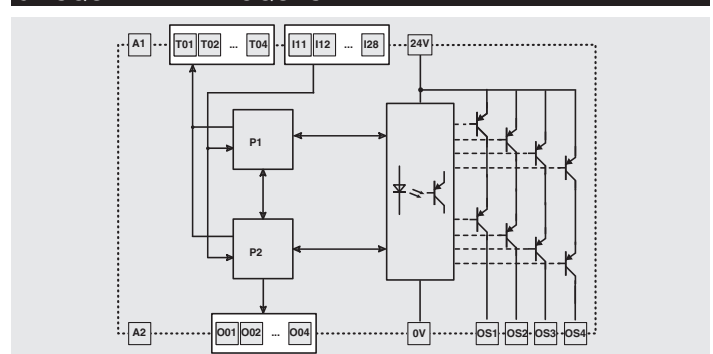 A1 T01 T02 ... T04 I11 I12 ... I28 24V
P1
P2
A2 O01 O02 ... O04 0V OS1 OS2 OS3 OS4